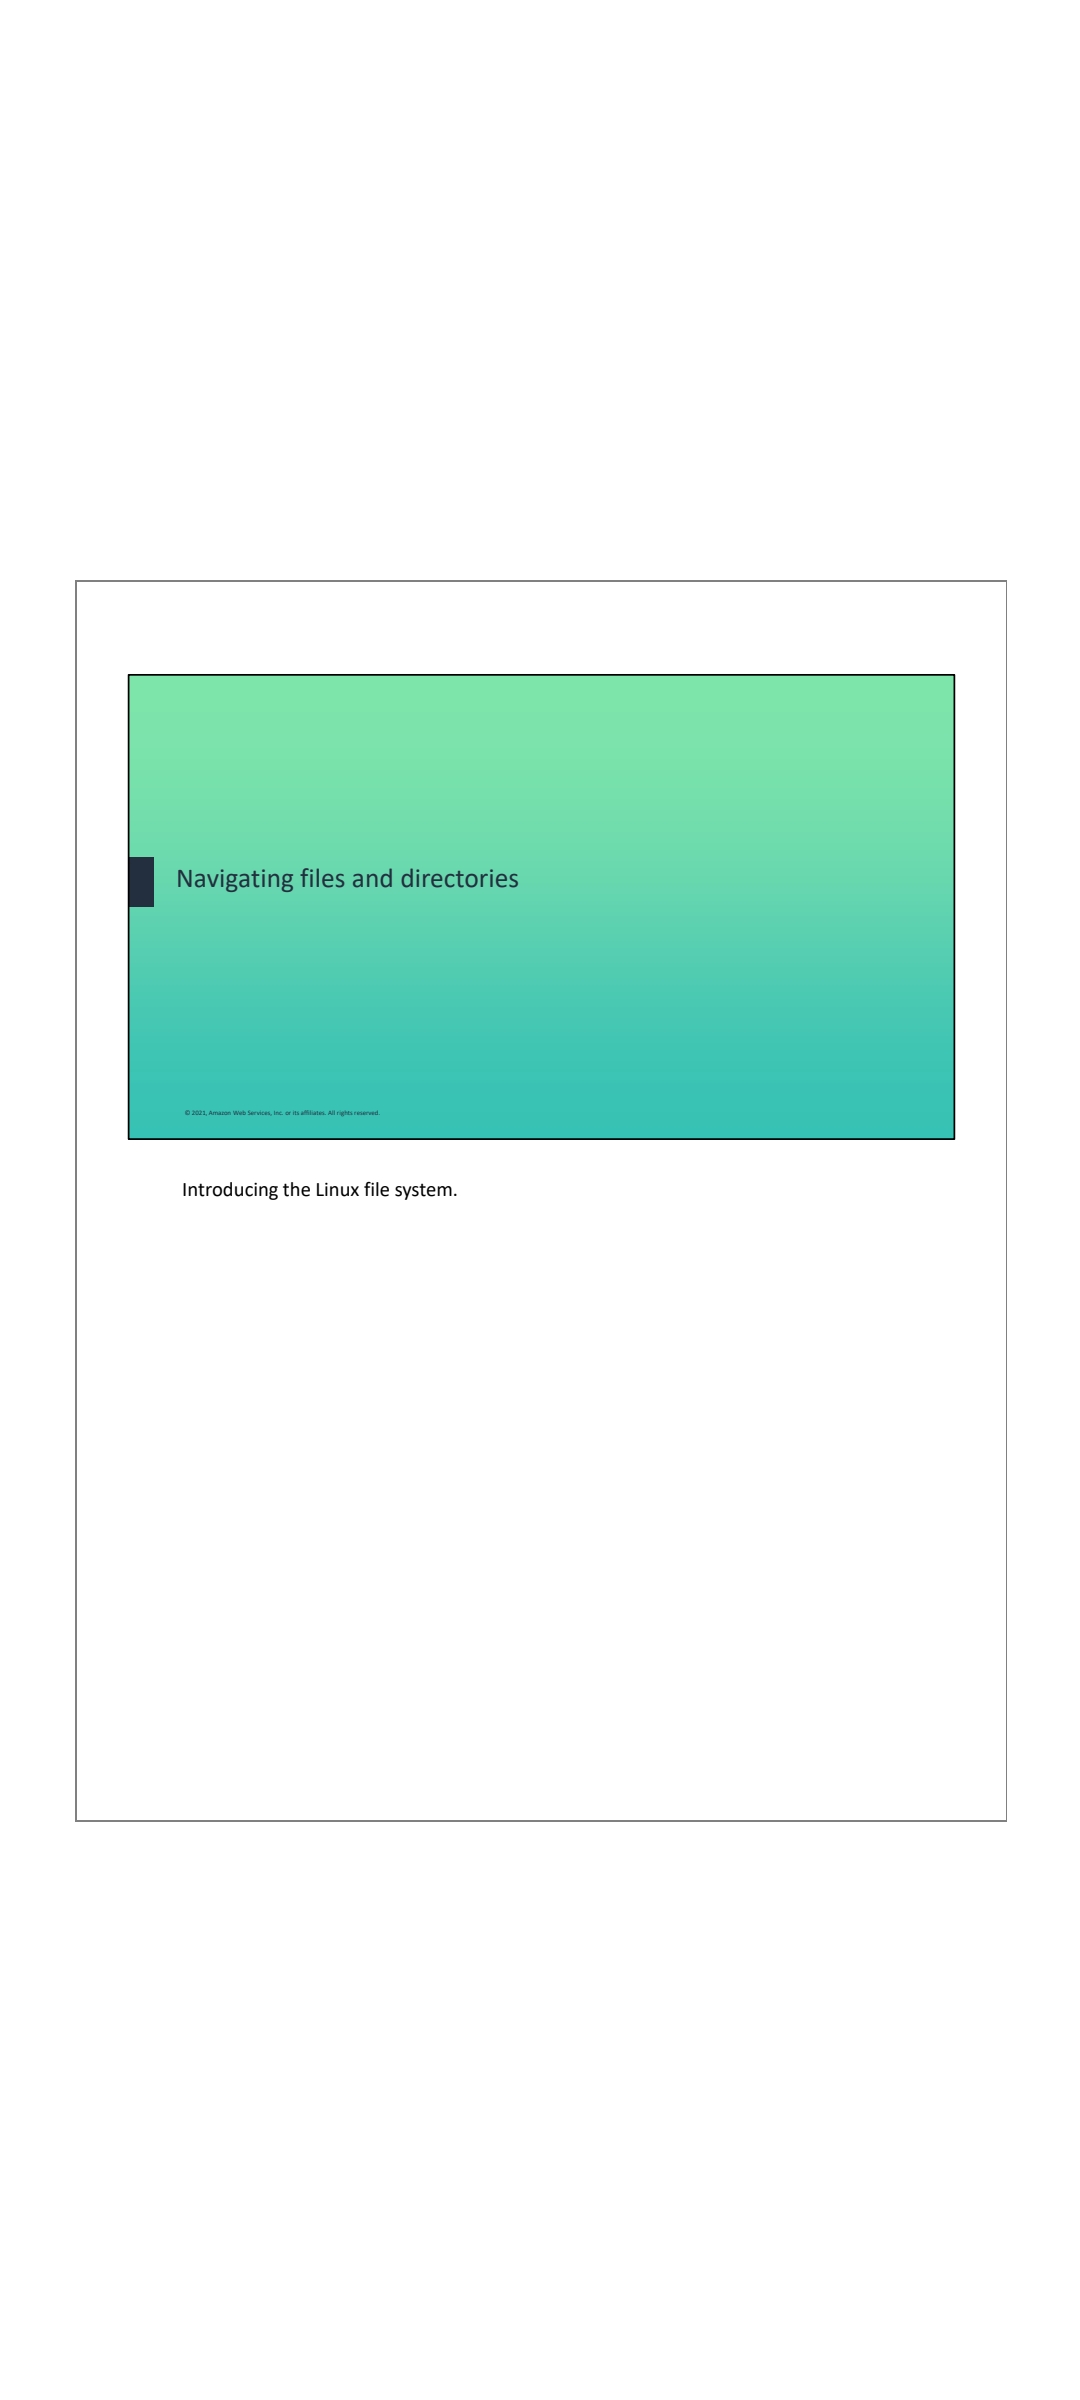 Navigating files and directories
© 2021, Amazon Web Services, Inc. or its affiliates. All rights reserved.
Introducing the Linux file system.